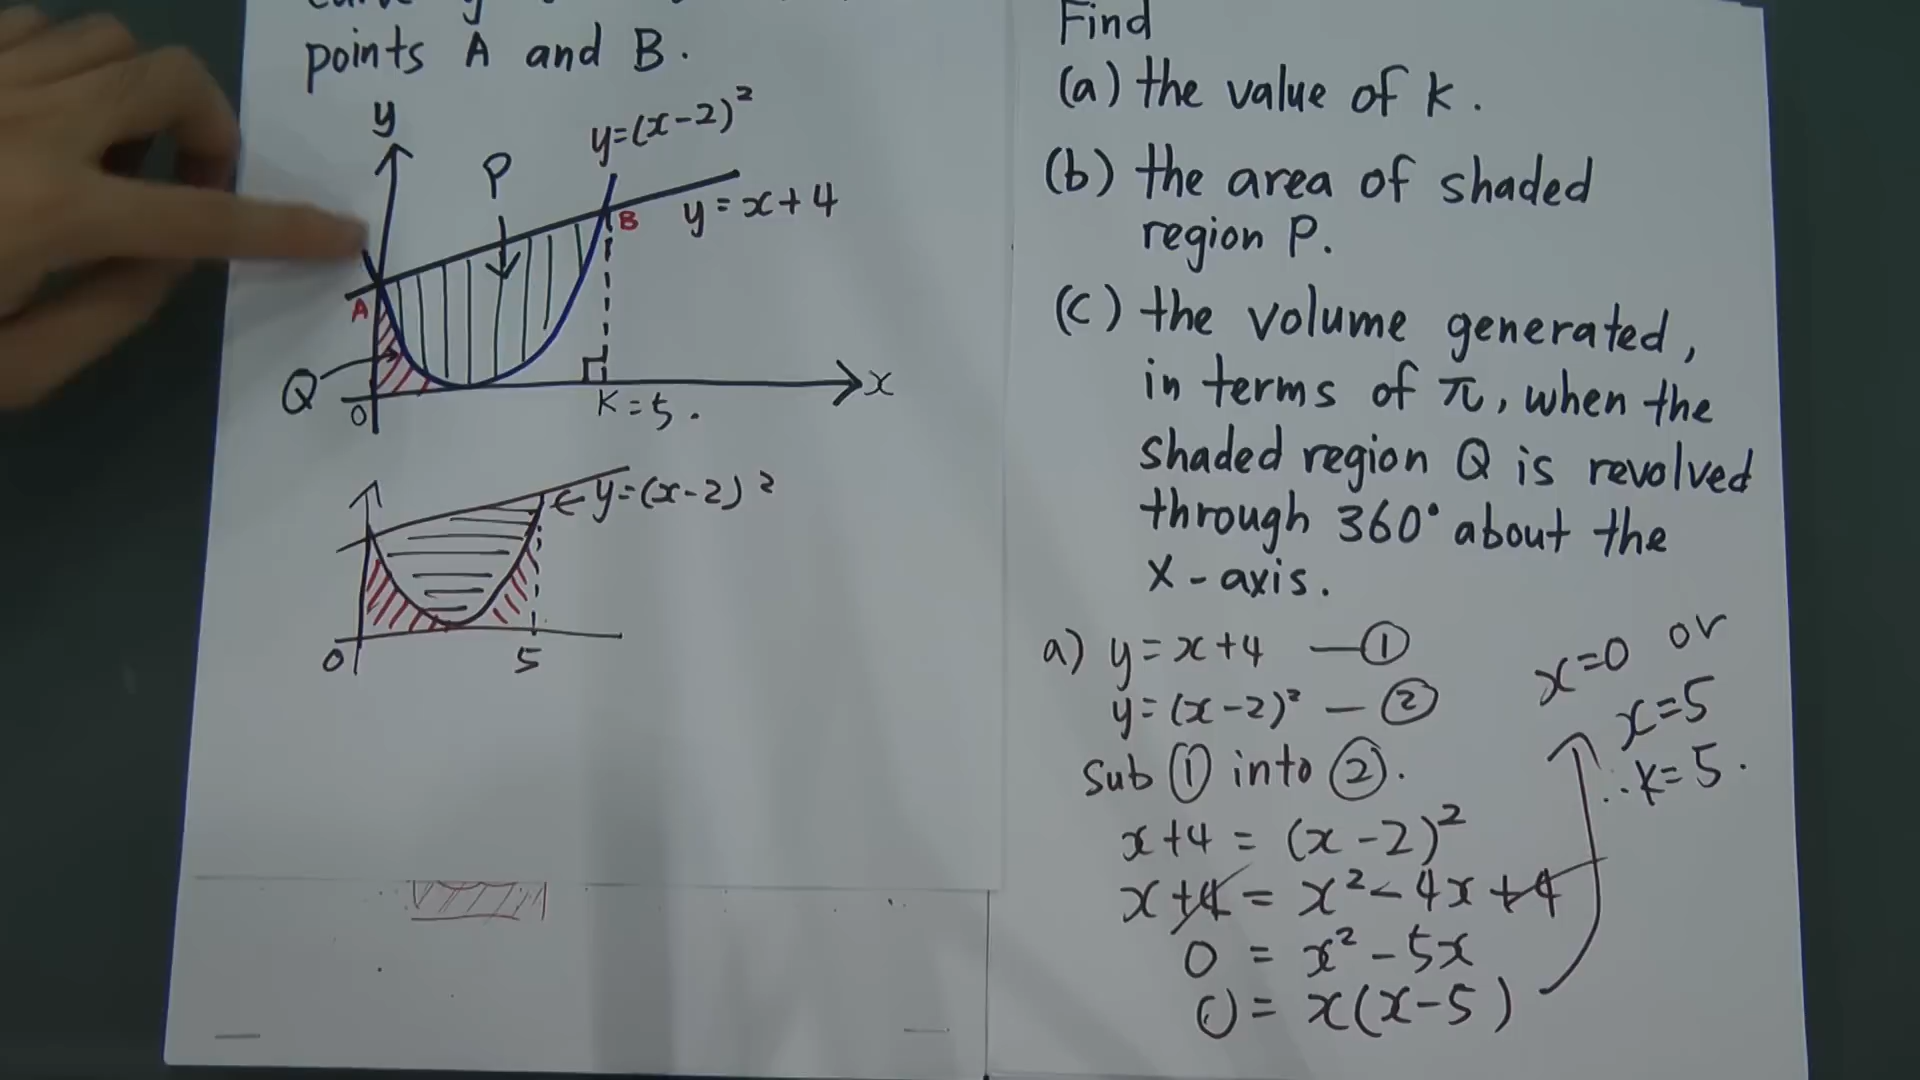 points A and B.
y
y=(x-2)²
P
B
y=x+4
A
Q
0
K=5.
x
←y=(x-2)²
0
5
Find
(a) the value of k.
(b) the area of shaded
region P.
(c) the volume generated,
in terms of π, when the
shaded region Q is revolved
through 360° about the
x-axis.
a) y=x+4 —①
y=(x-2)² —②
Sub ① into ②.
x+4 = (x-2)²
x+4 = x²-4x+4
0 = x²-5x
0 = x(x-5)
x=0 or
x=5
∴k=5.